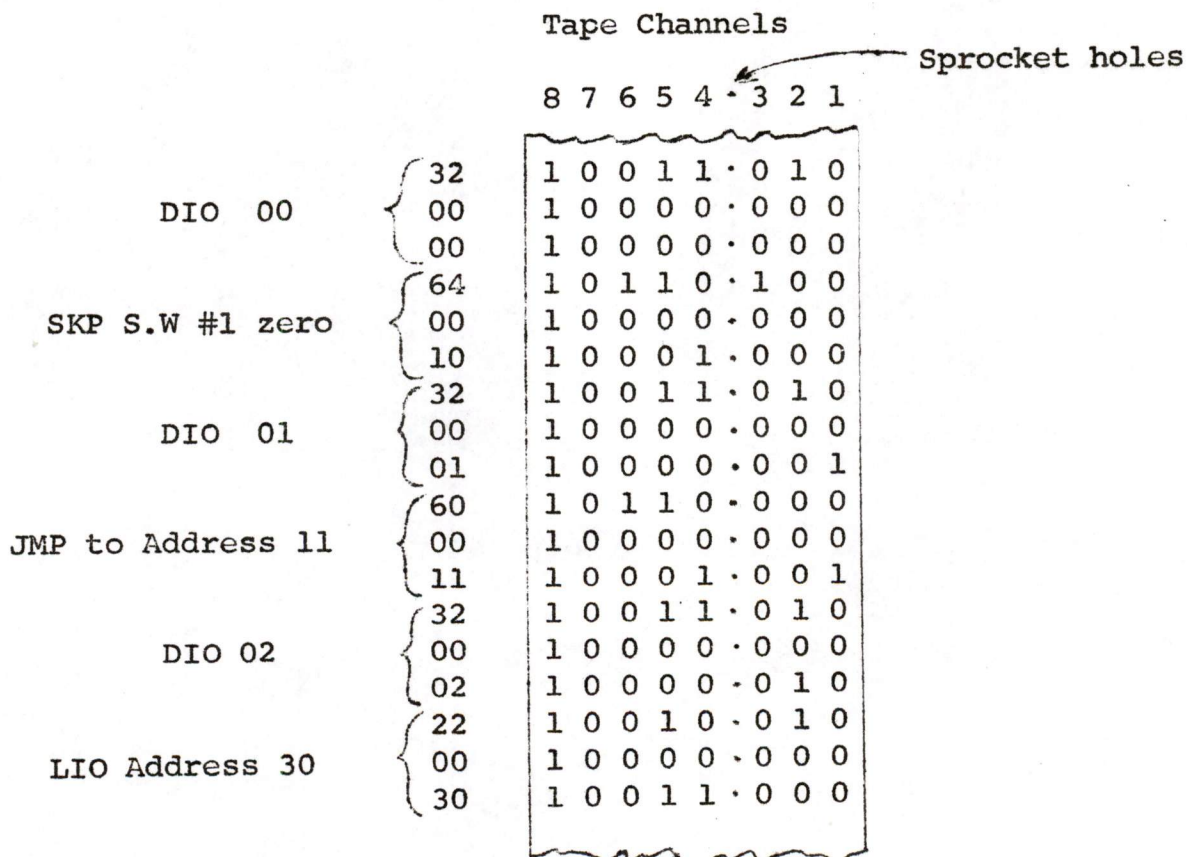 Tape Channels
Sprocket holes
8 7 6 5 4 · 3 2 1
32 1 0 0 1 1 · 0 1 0
DIO 00 00 1 0 0 0 0 · 0 0 0
00 1 0 0 0 0 · 0 0 0
64 1 0 1 1 0 · 1 0 0
SKP S.W #1 zero 00 1 0 0 0 0 · 0 0 0
10 1 0 0 0 1 · 0 0 0
32 1 0 0 1 1 · 0 1 0
DIO 01 00 1 0 0 0 0 · 0 0 0
01 1 0 0 0 0 · 0 0 1
60 1 0 1 1 0 · 0 0 0
JMP to Address 11 00 1 0 0 0 0 · 0 0 0
11 1 0 0 0 1 · 0 0 1
32 1 0 0 1 1 · 0 1 0
DIO 02 00 1 0 0 0 0 · 0 0 0
02 1 0 0 0 0 · 0 1 0
22 1 0 0 1 0 · 0 1 0
LIO Address 30 00 1 0 0 0 0 · 0 0 0
30 1 0 0 1 1 · 0 0 0